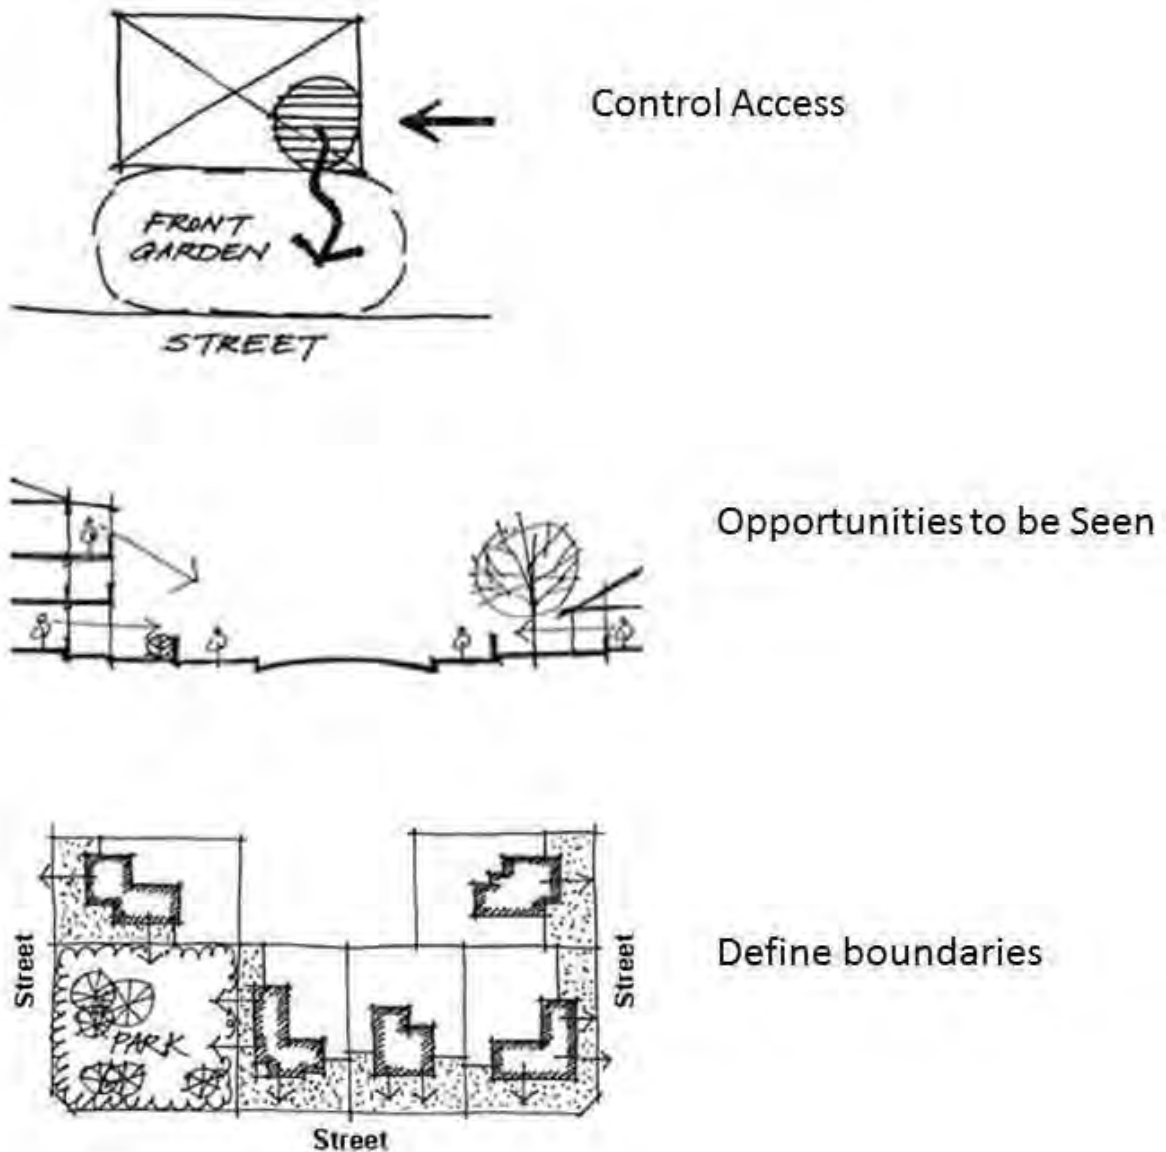 Control Access
FRONT
GARDEN
STREET
Opportunities to be Seen
Street
Street
Define boundaries
PARK
Street